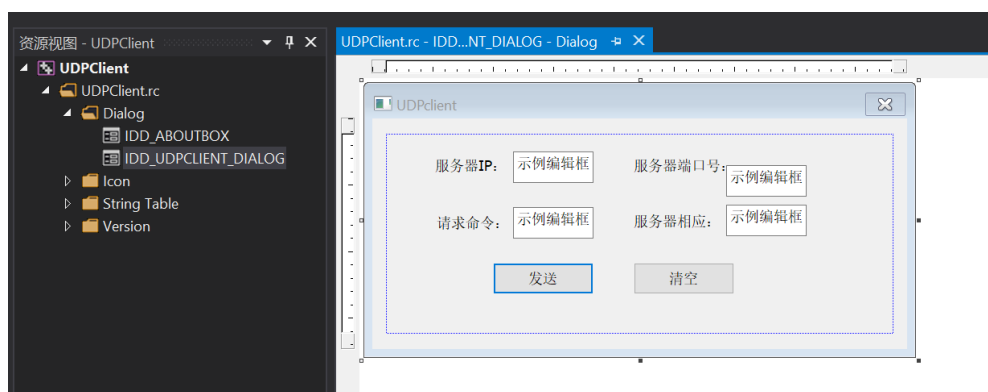 资源视图 - UDPClient
UDPClient
UDPClient.rc
Dialog
IDD_ABOUTBOX
IDD_UDPCLIENT_DIALOG
Icon
String Table
Version
UDPClient.rc - IDD...NT_DIALOG - Dialog
UDPclient
服务器IP： 示例编辑框 服务器端口号： 示例编辑框
请求命令： 示例编辑框 服务器相应： 示例编辑框
发送 清空